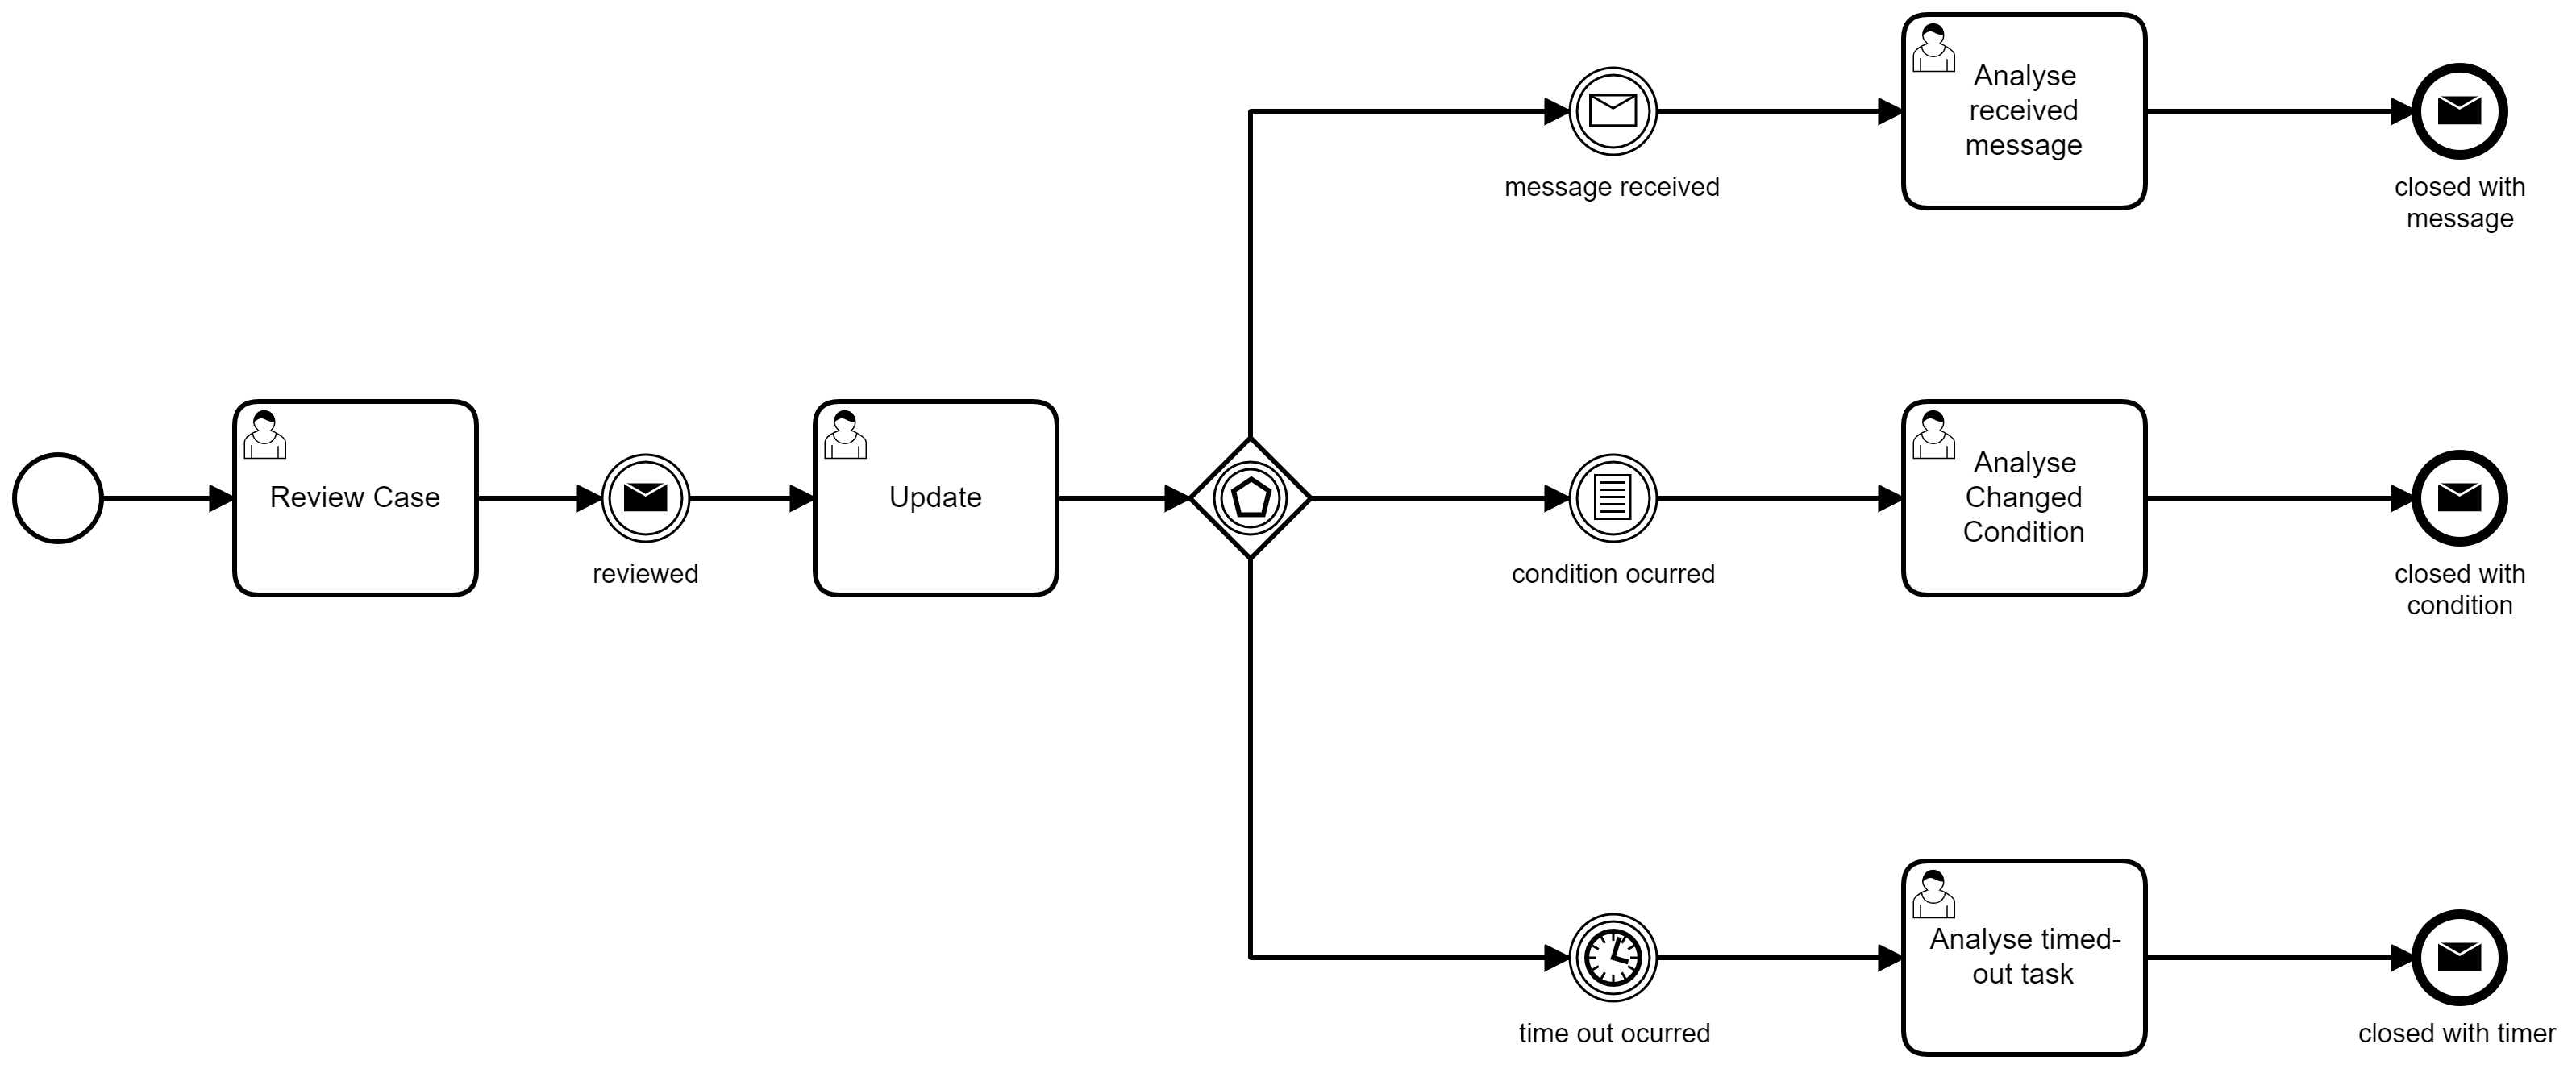 Analyse
received
message
message received
closed with
message
Review Case
reviewed
Update
condition ocurred
Analyse
Changed
Condition
closed with
condition
time out ocurred
Analyse timed-
out task
closed with timer